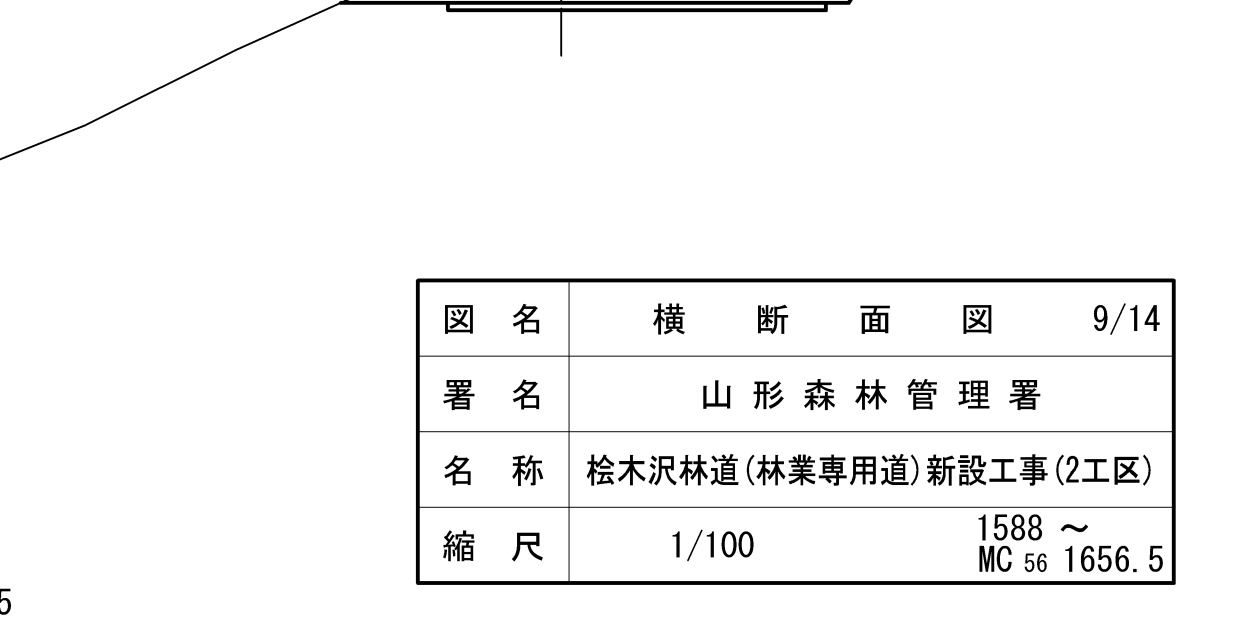 図 名 横 断 面 図 9/14
署 名 山 形 森 林 管 理 署
名 称 桧木沢林道(林業専用道)新設工事(2工区)
縮 尺 1/100 1588 ～
MC 56 1656.5
5